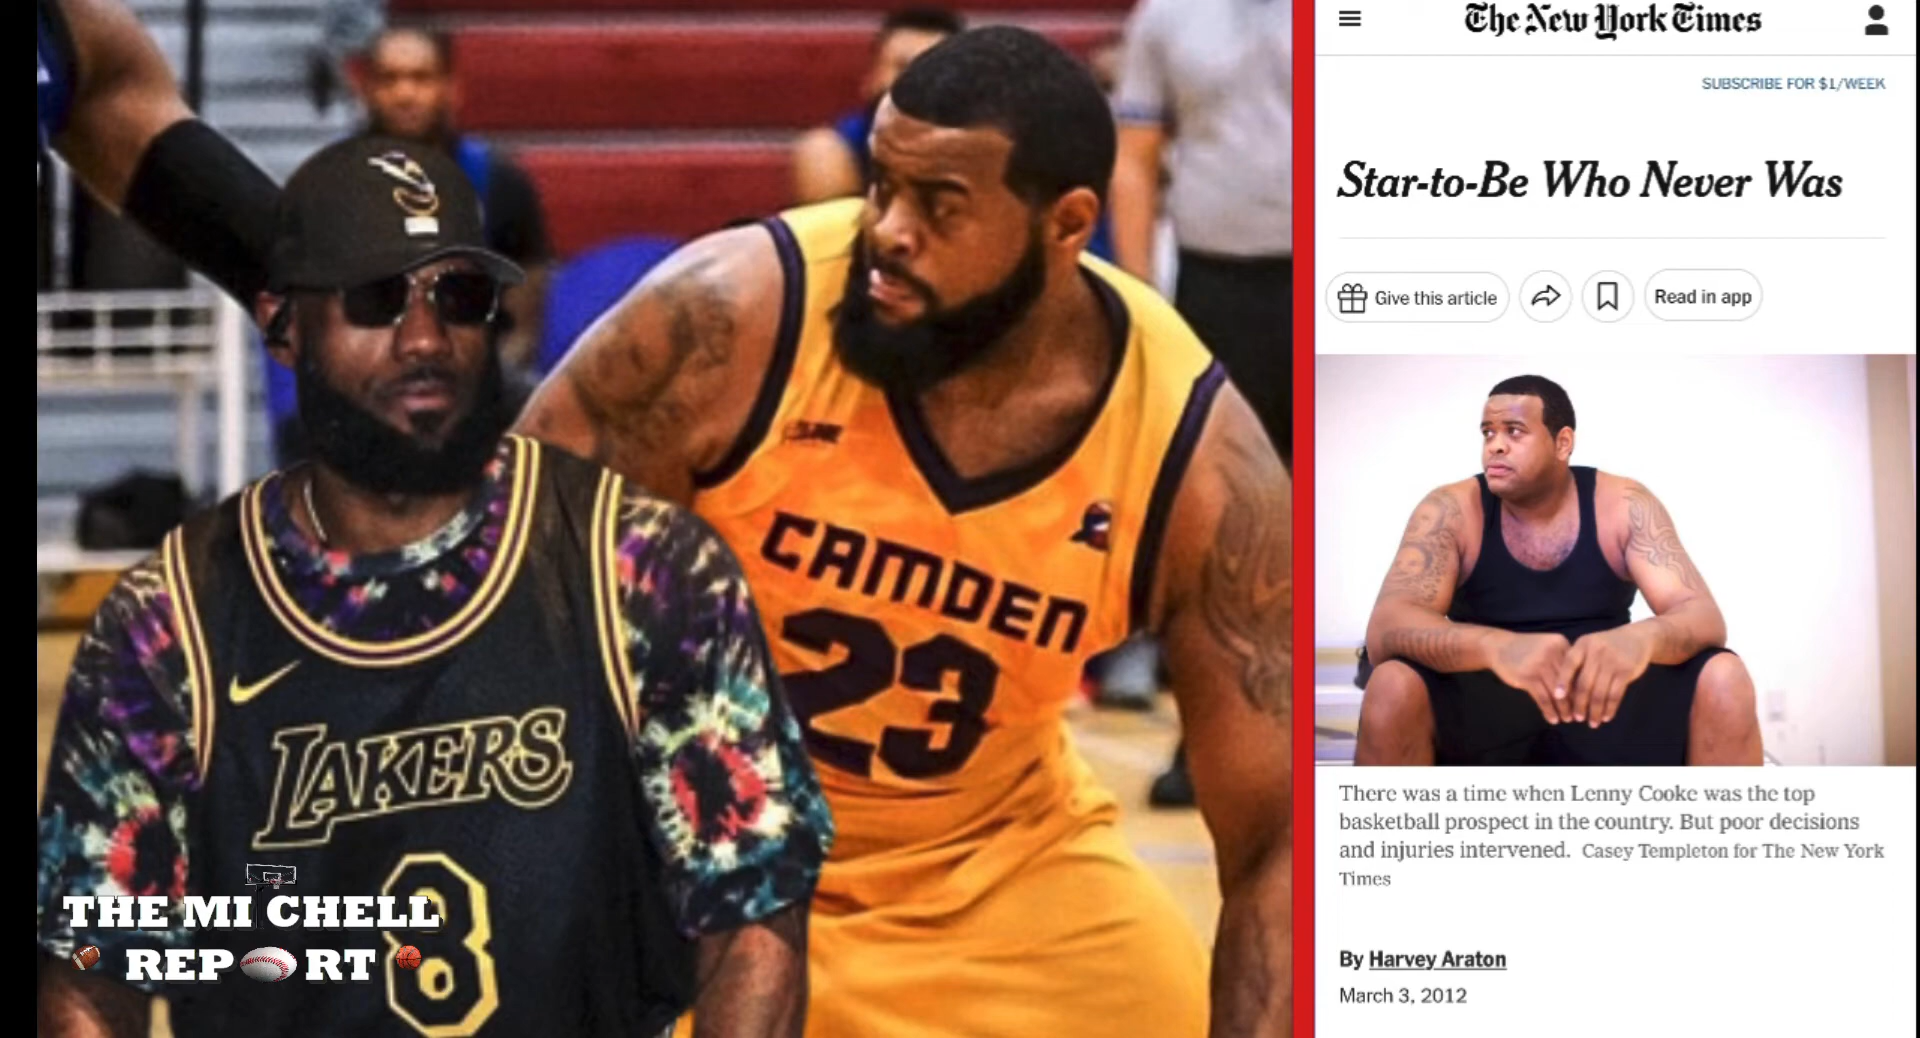 CAMDEN
23
LAKERS
8
THE MITCHELL
REPORT
The New York Times
SUBSCRIBE FOR $1/WEEK
Star-to-Be Who Never Was
Give this article
Read in app
There was a time when Lenny Cooke was the top
basketball prospect in the country. But poor decisions
and injuries intervened. Casey Templeton for The New York
Times
By Harvey Araton
March 3, 2012